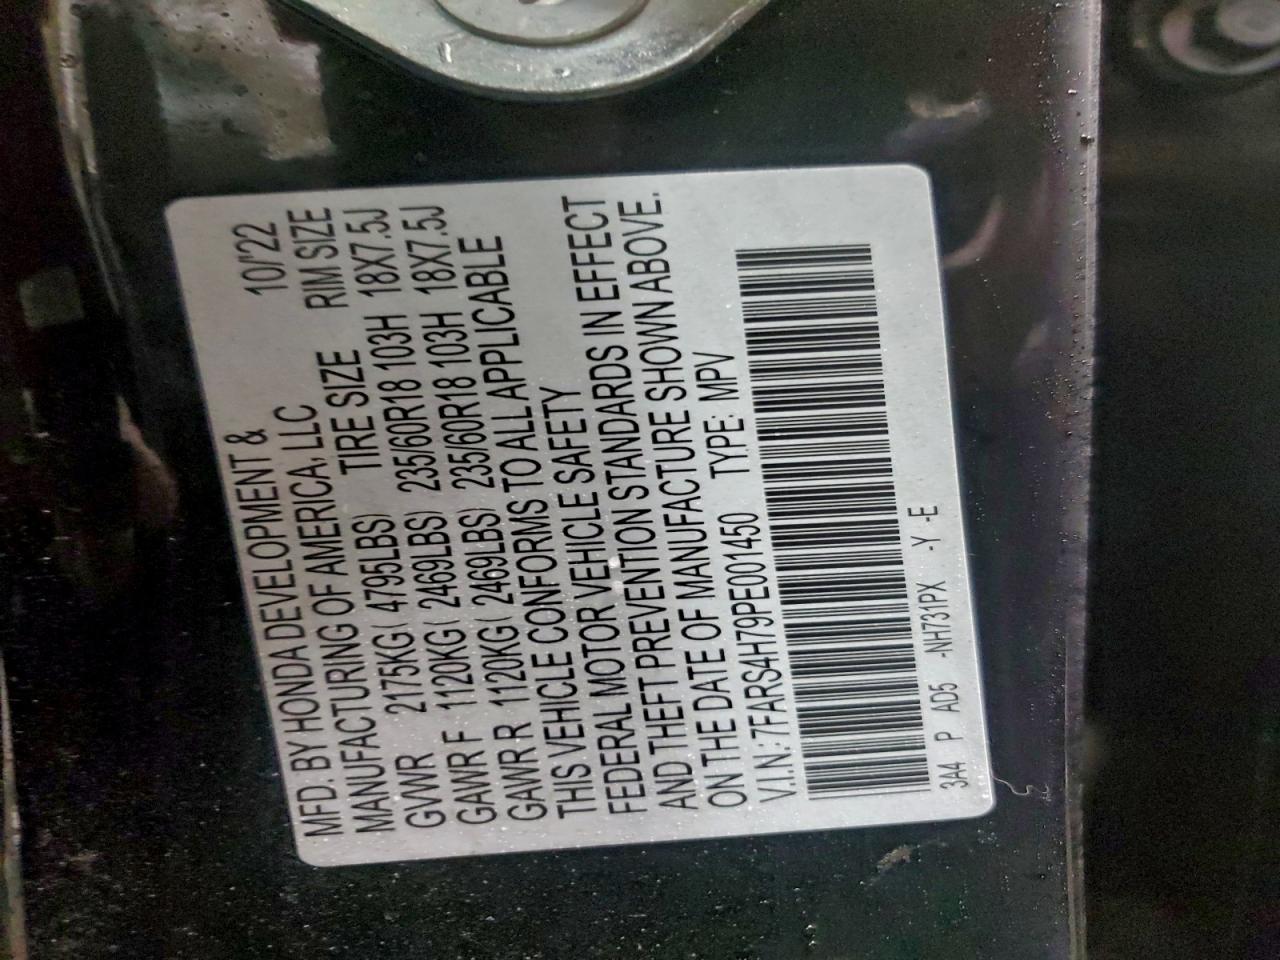 MFD. BY HONDA DEVELOPMENT & 10/'22
MANUFACTURING OF AMERICA, LLC
GVWR 2175KG( 4795LBS) TIRE SIZE RIM SIZE
GAWR F 1120KG( 2469LBS) 235/60R18 103H 18X7.5J
GAWR R 1120KG( 2469LBS) 235/60R18 103H 18X7.5J
THIS VEHICLE CONFORMS TO ALL APPLICABLE
FEDERAL MOTOR VEHICLE SAFETY
AND THEFT PREVENTION STANDARDS IN EFFECT
ON THE DATE OF MANUFACTURE SHOWN ABOVE.
V.I.N.: 7FARS4H79PE001450 TYPE: MPV
3A4 P AD5 -NH731PX -Y -E